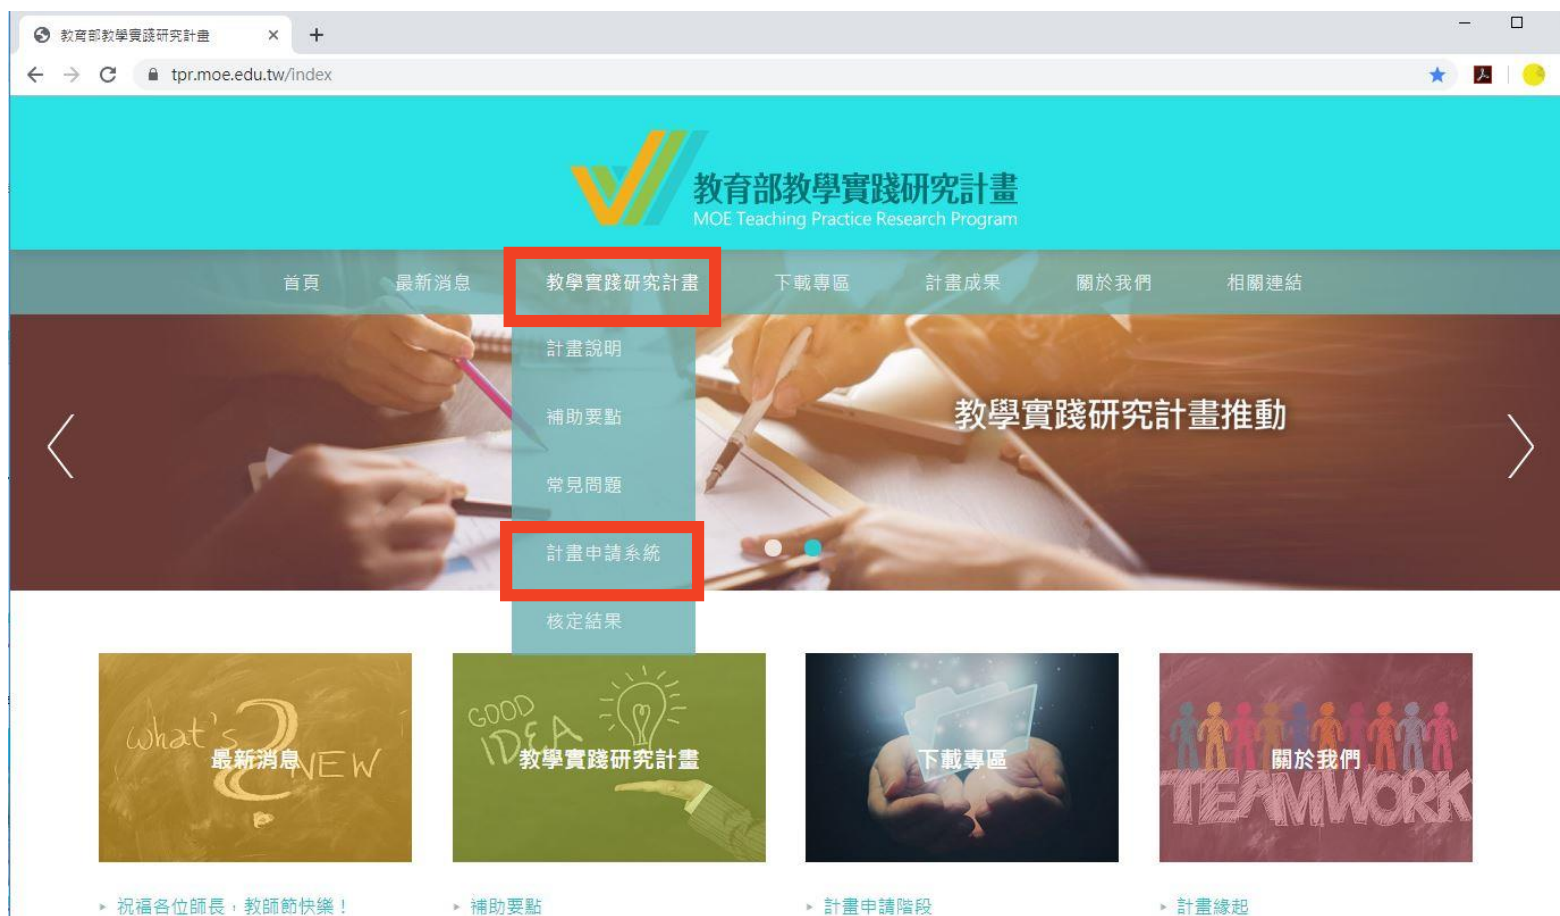 教育部教學實踐研究計畫
tpr.moe.edu.tw/index
教育部教學實踐研究計畫
MOE Teaching Practice Research Program
首頁 最新消息 教學實踐研究計畫 下載專區 計畫成果 關於我們 相關連結
計畫說明
補助要點
常見問題
計畫申請系統
核定結果
教學實踐研究計畫推動
what's NEW
最新消息
GOOD IDEA
教學實踐研究計畫
下載專區
關於我們
TEAMWORK
祝福各位師長，教師節快樂！
補助要點
計畫申請階段
計畫緣起